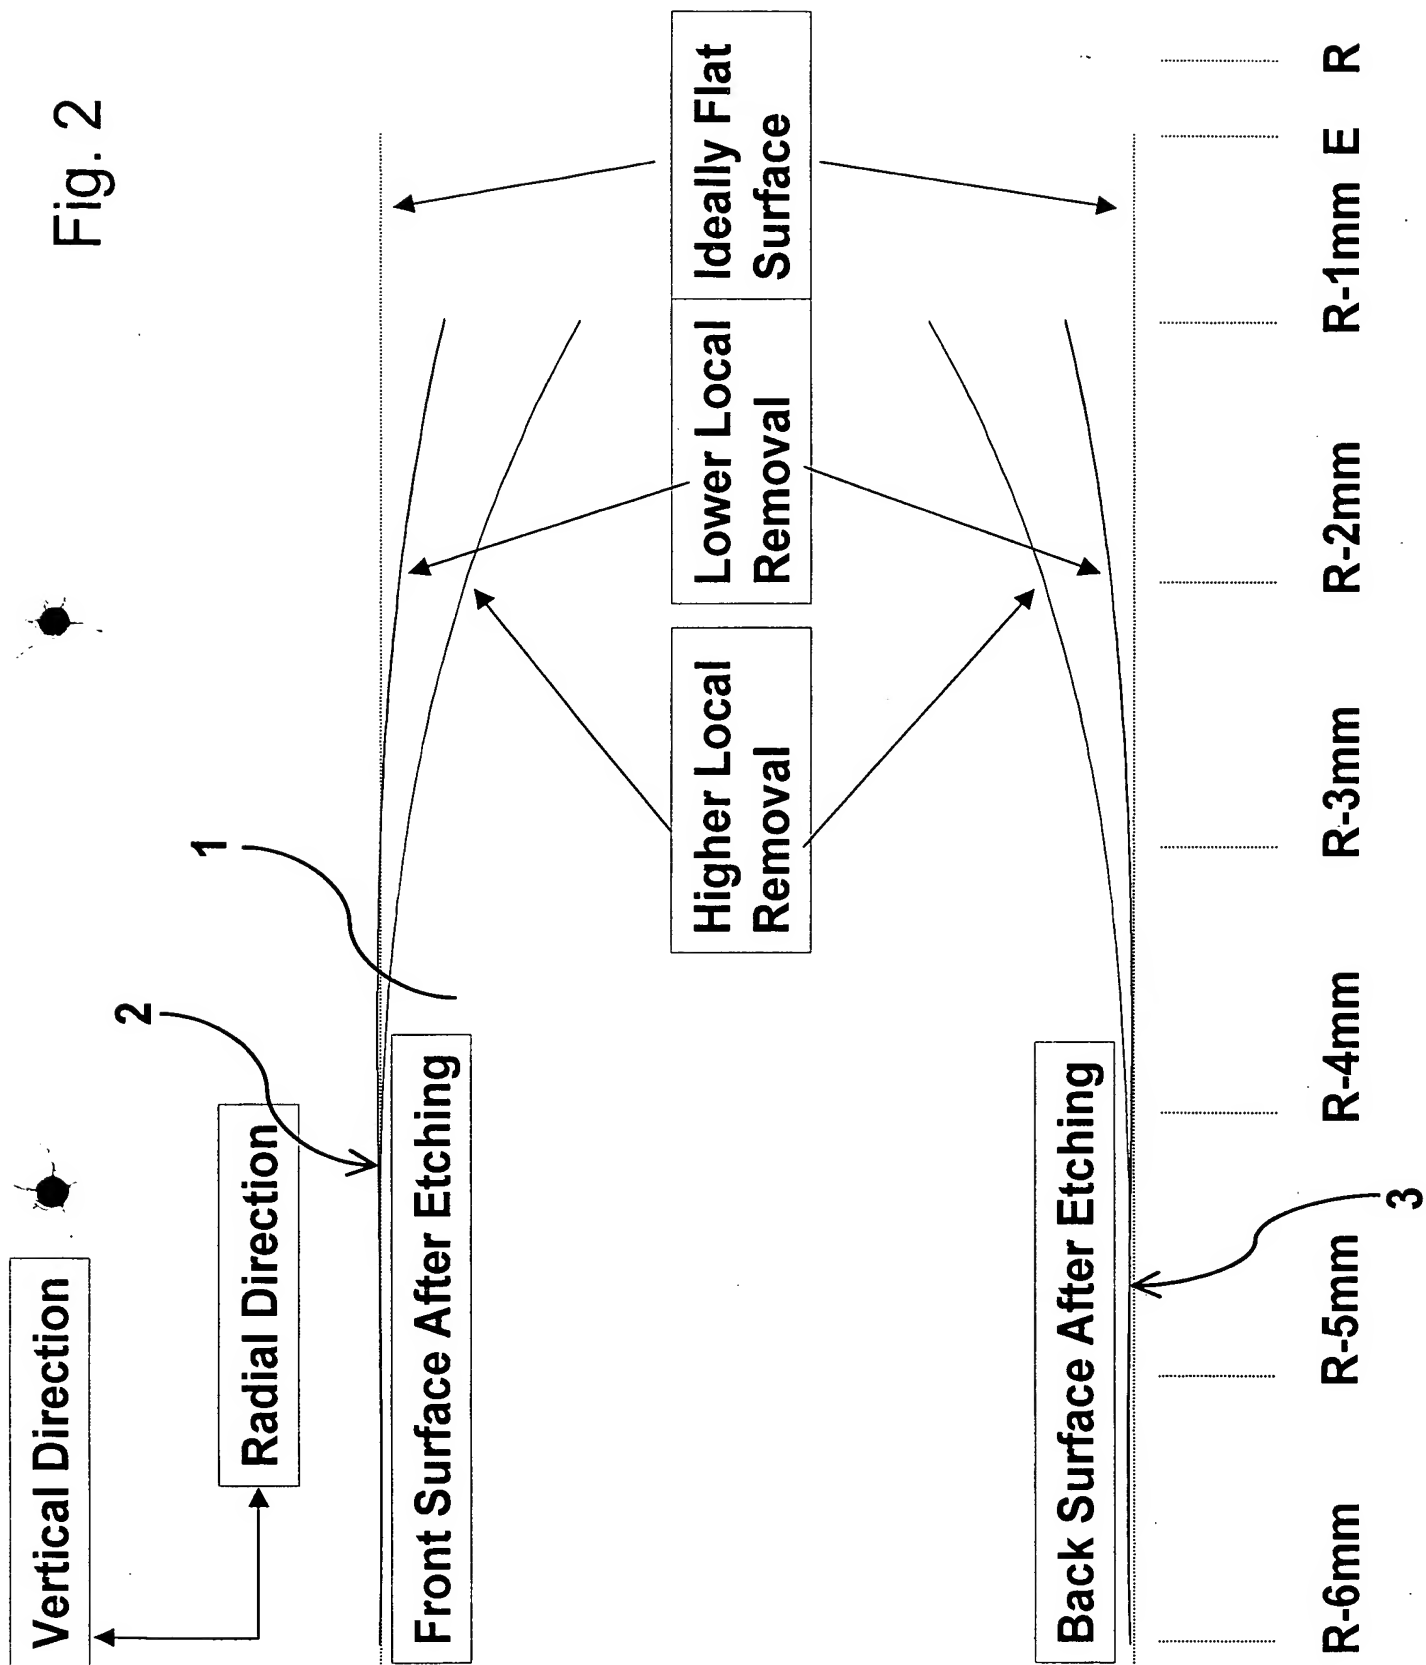 Fig. 2
Vertical Direction
Radial Direction
2
1
Front Surface After Etching
Higher Local
Removal
Lower Local
Removal
Ideally Flat
Surface
Back Surface After Etching
3
R-6mm
R-5mm
R-4mm
R-3mm
R-2mm
R-1mm
E
R